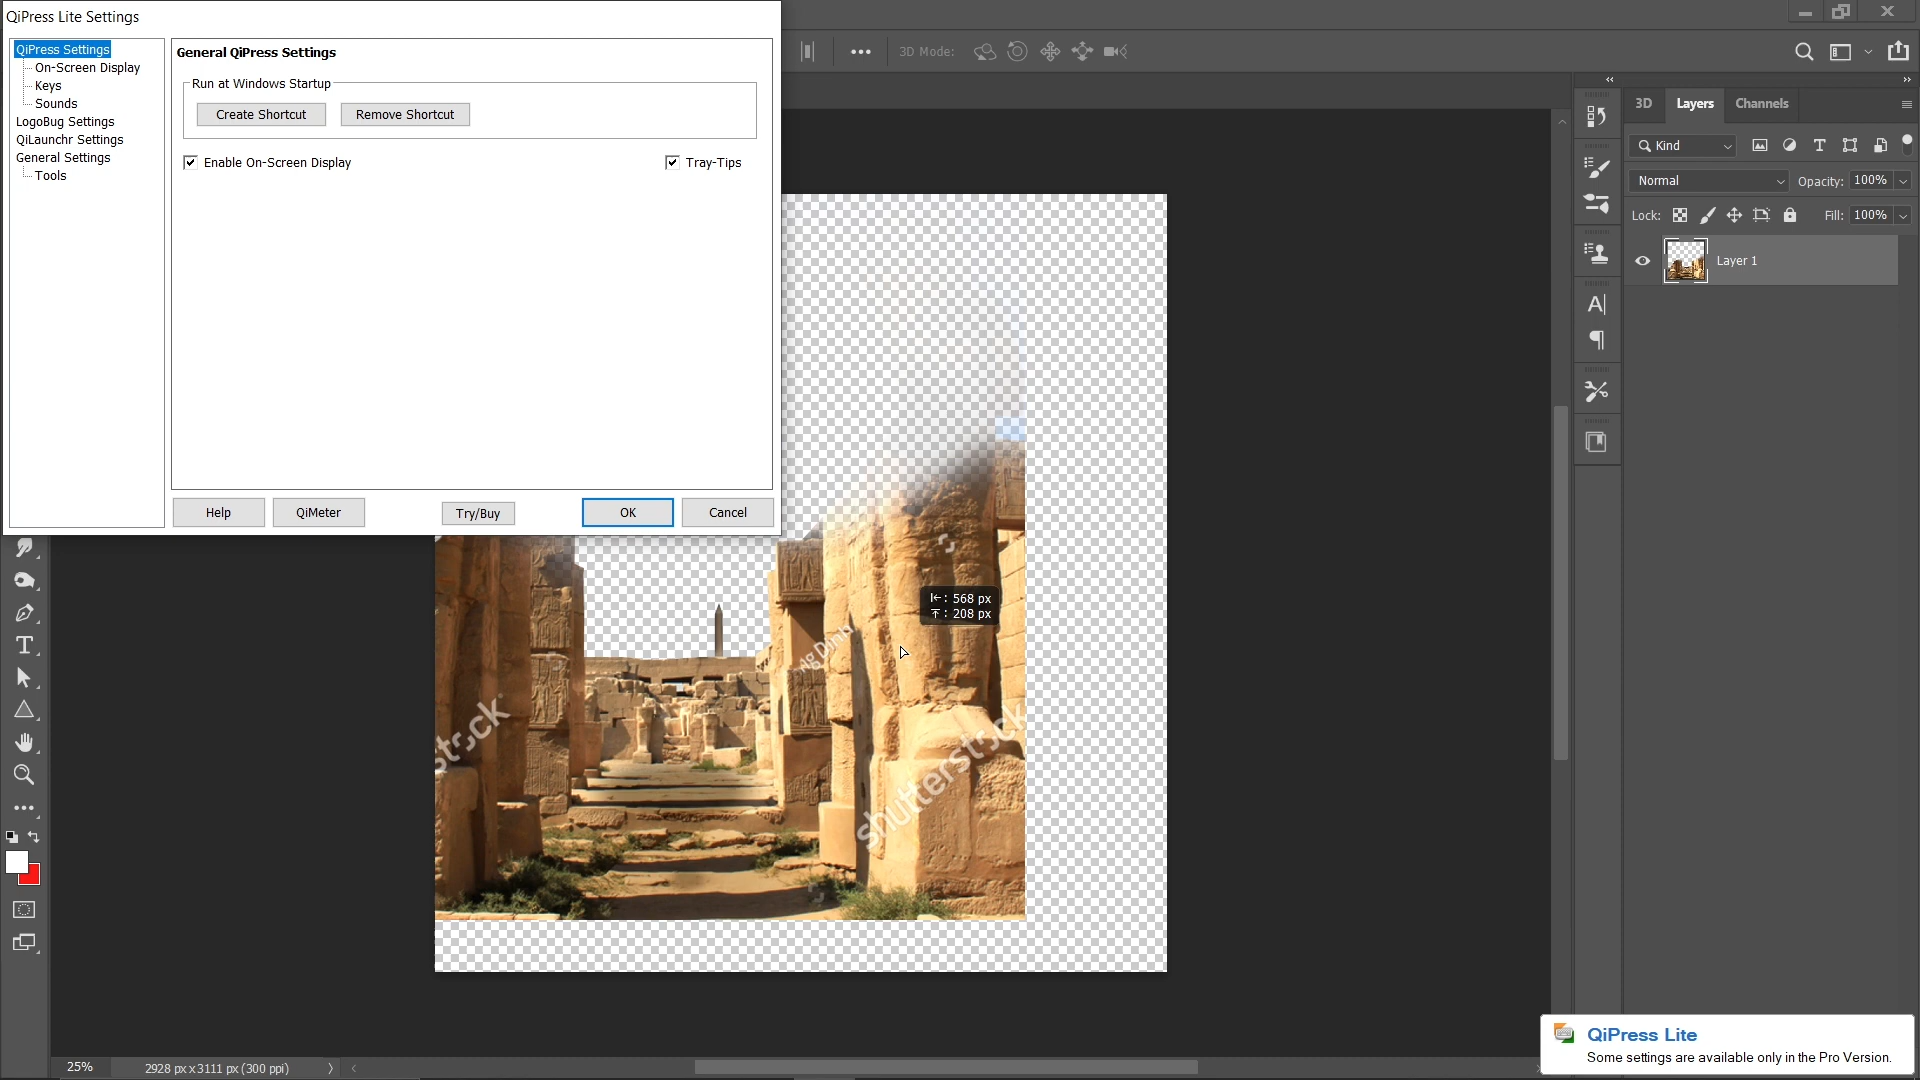 QiPress Lite Settings
QiPress Settings
On-Screen Display
Keys
Sounds
LogoBug Settings
QiLaunchr Settings
General Settings
Tools
General QiPress Settings
Run at Windows Startup
Create Shortcut
Remove Shortcut
Enable On-Screen Display
Tray-Tips
Help
QiMeter
Try/Buy
OK
Cancel
3D Mode:
3D
Layers
Channels
Kind
Normal
Opacity: 100%
Lock:
Fill: 100%
Layer 1
568 px
208 px
shutterstock
25%
2928 px x 3111 px (300 ppi)
QiPress Lite
Some settings are available only in the Pro Version.